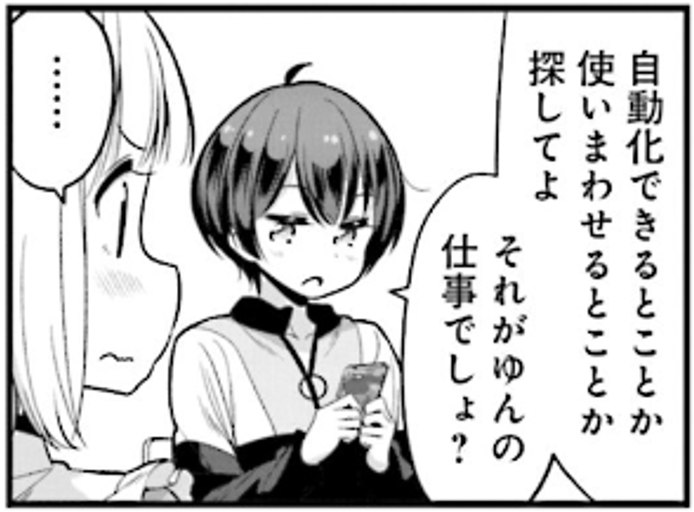 自動化できるとことか
使いまわせるとことか
探してよ
それがゆんの
仕事でしょ?
……